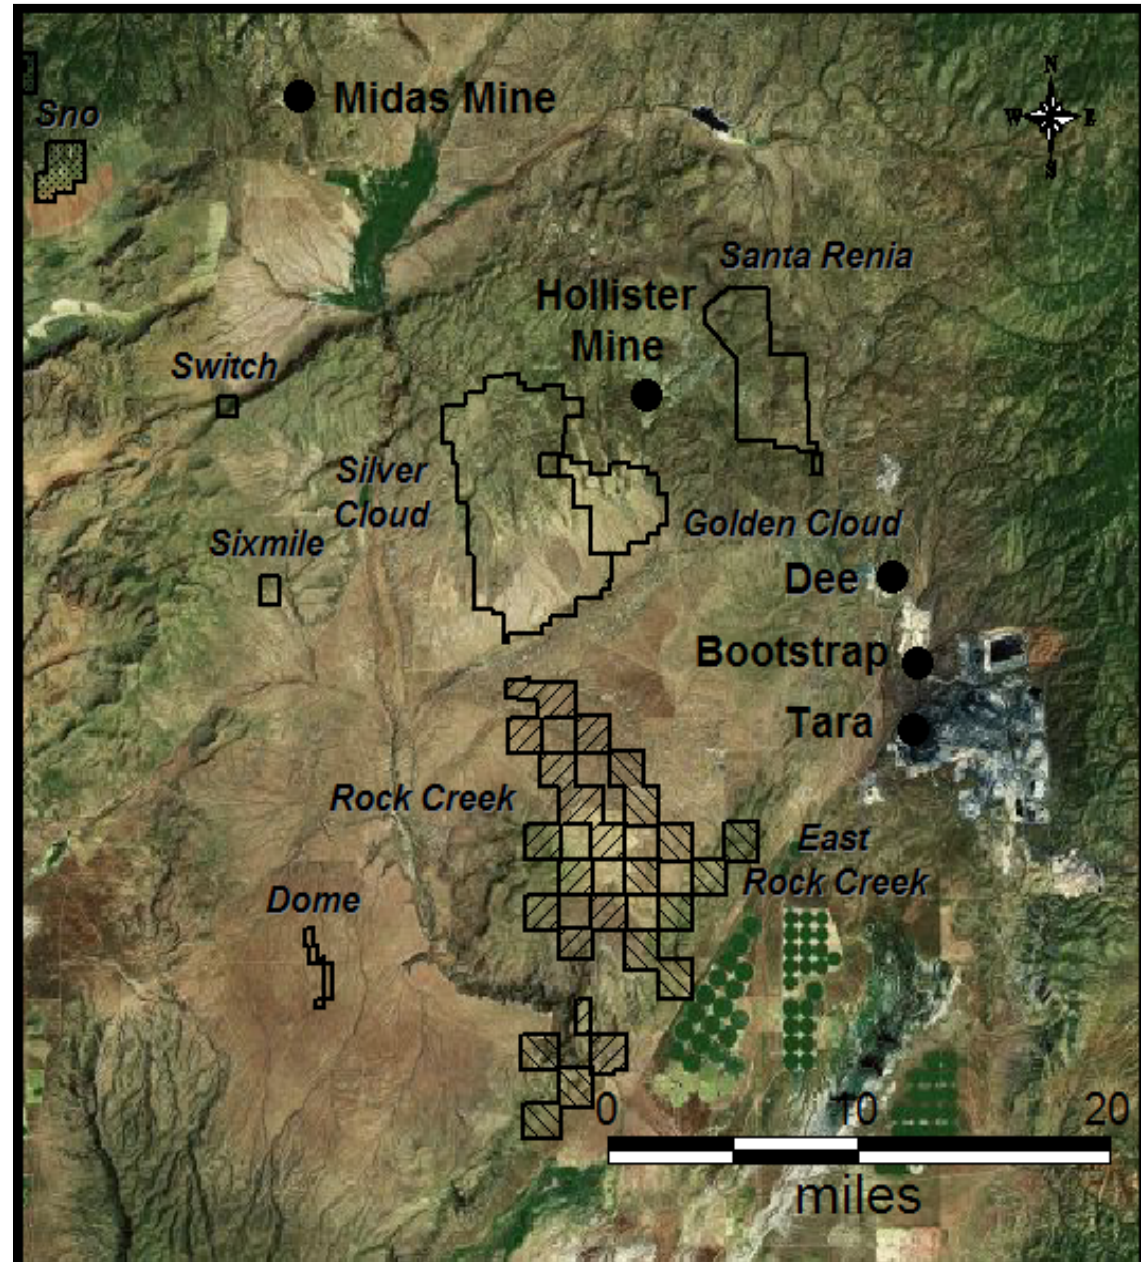 N
W E
S
Midas Mine
Sno
Santa Renia
Hollister
Mine
Switch
Silver
Cloud
Golden Cloud
Sixmile
Dee
Bootstrap
Tara
Rock Creek
East
Rock Creek
Dome
0 10 20
miles